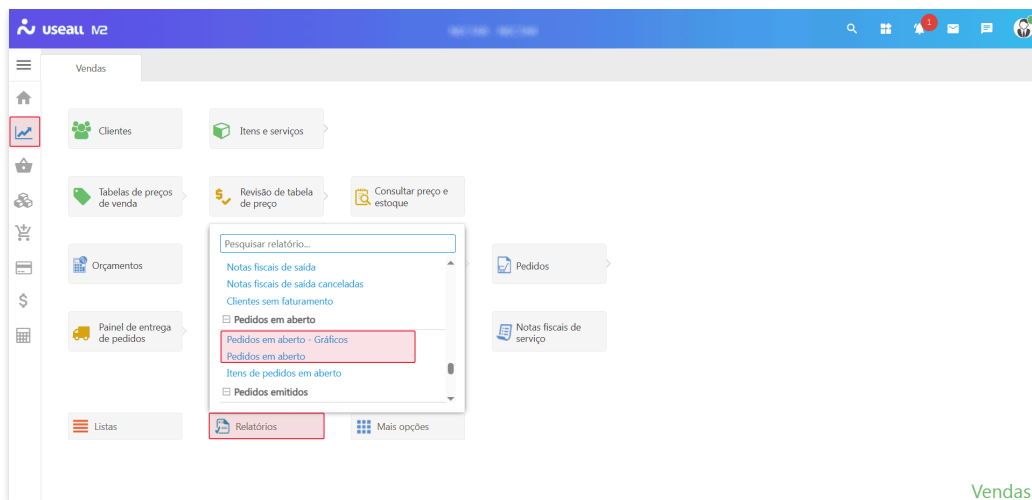 useall M2
1
Vendas
Clientes
Itens e serviços
Tabelas de preços
de venda
Revisão de tabela
de preço
Consultar preço e
estoque
Orçamentos
Pedidos
Painel de entrega
de pedidos
Notas fiscais de
serviço
Pesquisar relatório...
Notas fiscais de saída
Notas fiscais de saída canceladas
Clientes sem faturamento
Pedidos em aberto
Pedidos em aberto - Gráficos
Pedidos em aberto
Itens de pedidos em aberto
Pedidos emitidos
Listas
Relatórios
Mais opções
Vendas